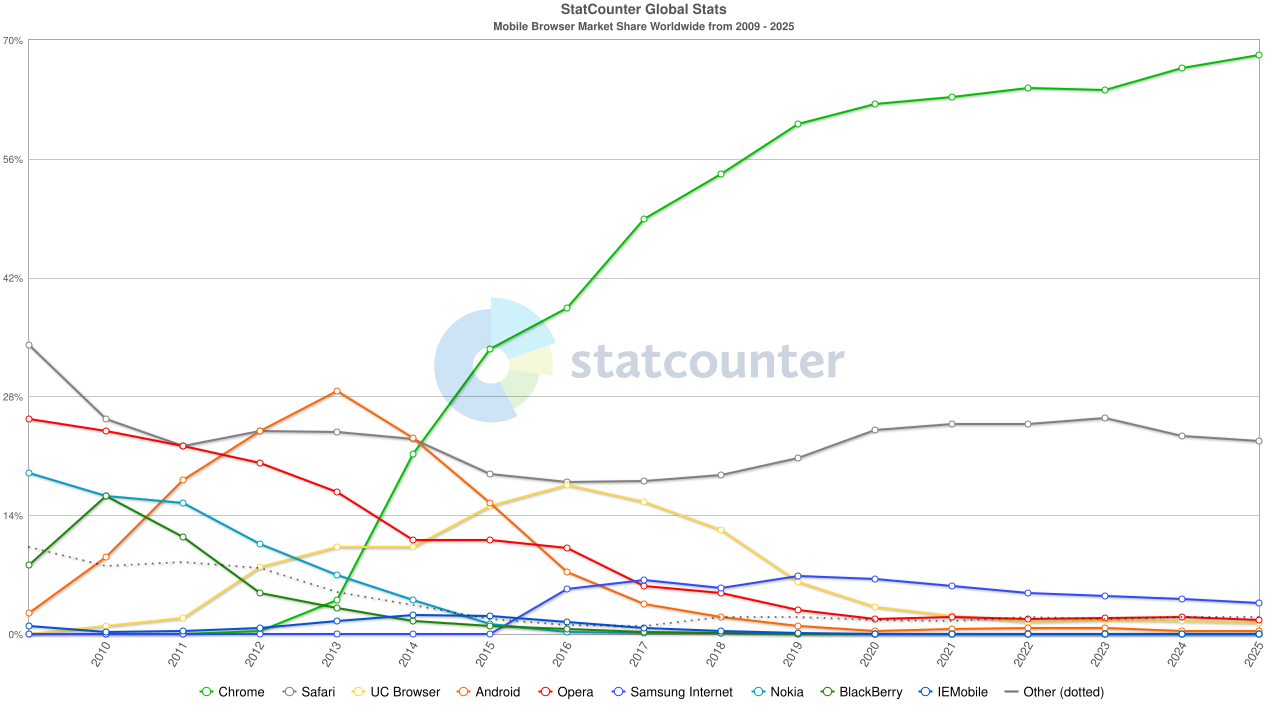 StatCounter Global Stats
Mobile Browser Market Share Worldwide from 2009 - 2025
70%
56%
42%
28%
14%
0%
statcounter
2010 2011 2012 2013 2014 2015 2016 2017 2018 2019 2020 2021 2022 2023 2024 2025
Chrome Safari UC Browser Android Opera Samsung Internet Nokia BlackBerry IEMobile Other (dotted)